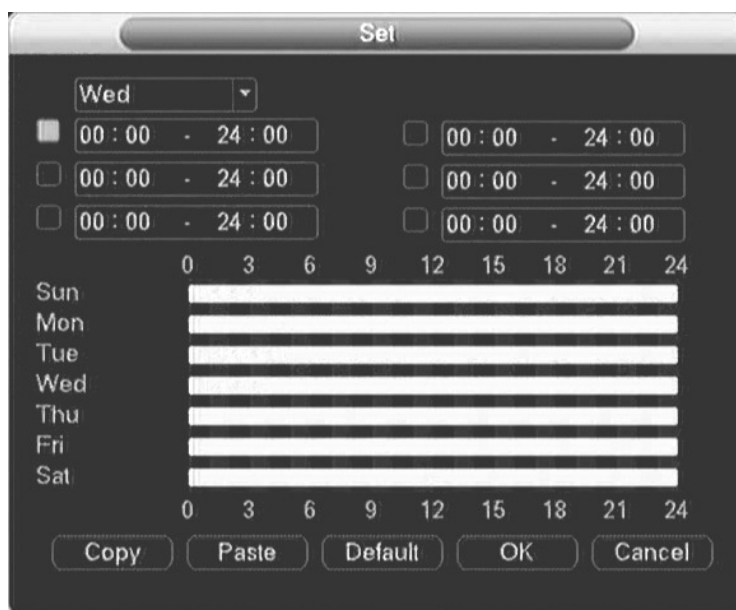 Set
Wed
00 : 00 - 24 : 00 00 : 00 - 24 : 00
00 : 00 - 24 : 00 00 : 00 - 24 : 00
00 : 00 - 24 : 00 00 : 00 - 24 : 00
0 3 6 9 12 15 18 21 24
Sun
Mon
Tue
Wed
Thu
Fri
Sat
0 3 6 9 12 15 18 21 24
Copy Paste Default OK Cancel